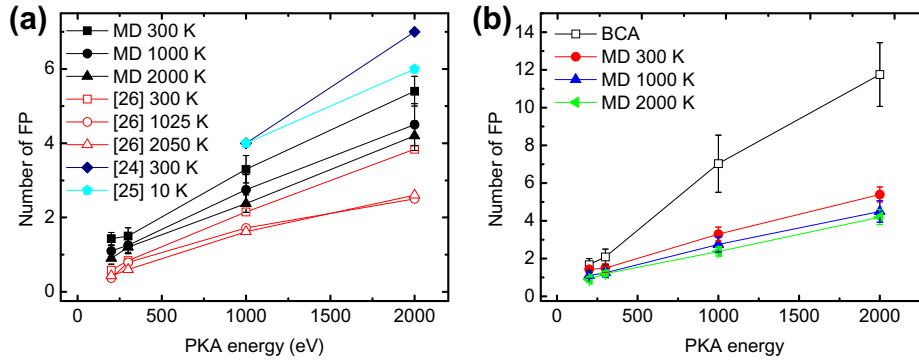 (a)
MD 300 K
MD 1000 K
MD 2000 K
[26] 300 K
[26] 1025 K
[26] 2050 K
[24] 300 K
[25] 10 K
Number of FP
6
4
2
0
0
500
1000
1500
2000
PKA energy (eV)
(b)
BCA
MD 300 K
MD 1000 K
MD 2000 K
Number of FP
14
12
10
8
6
4
2
0
0
500
1000
1500
2000
PKA energy